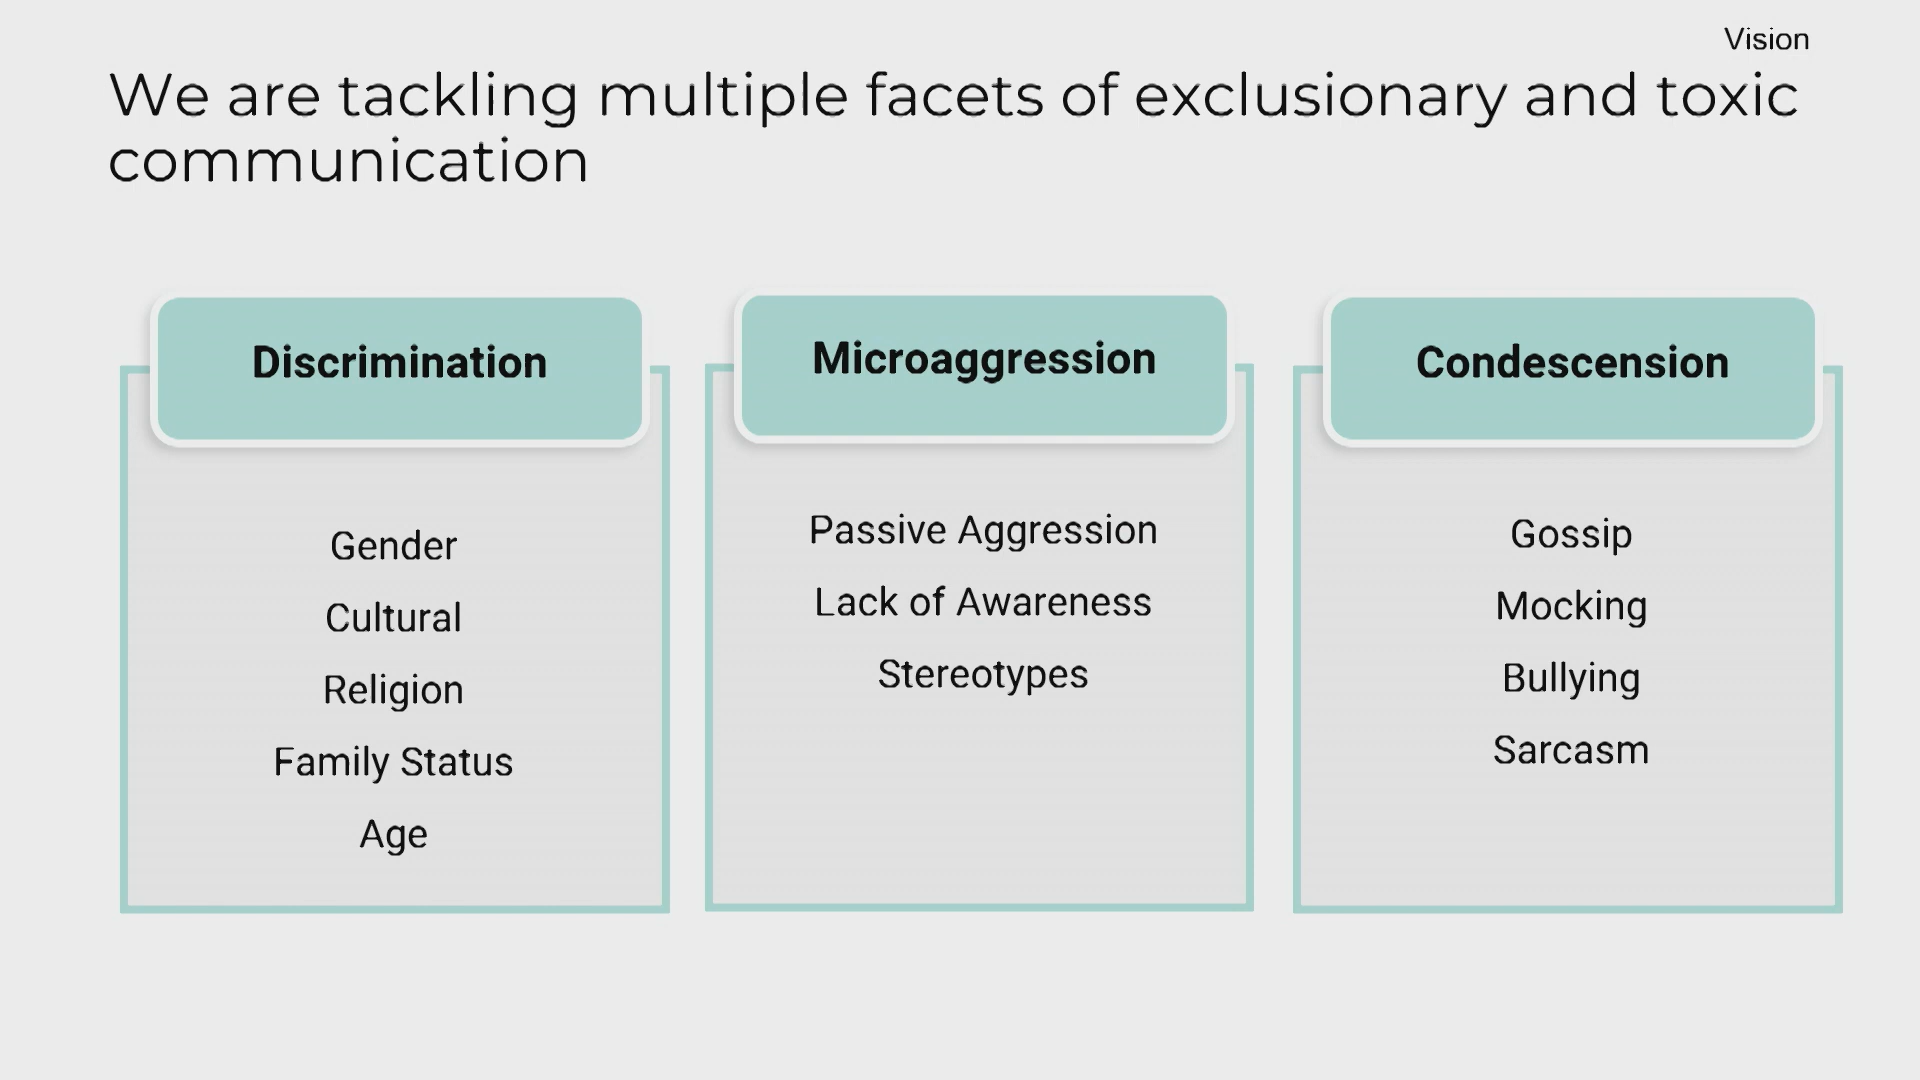 Vision
We are tackling multiple facets of exclusionary and toxic
communication
Discrimination
Gender
Cultural
Religion
Family Status
Age
Microaggression
Passive Aggression
Lack of Awareness
Stereotypes
Condescension
Gossip
Mocking
Bullying
Sarcasm